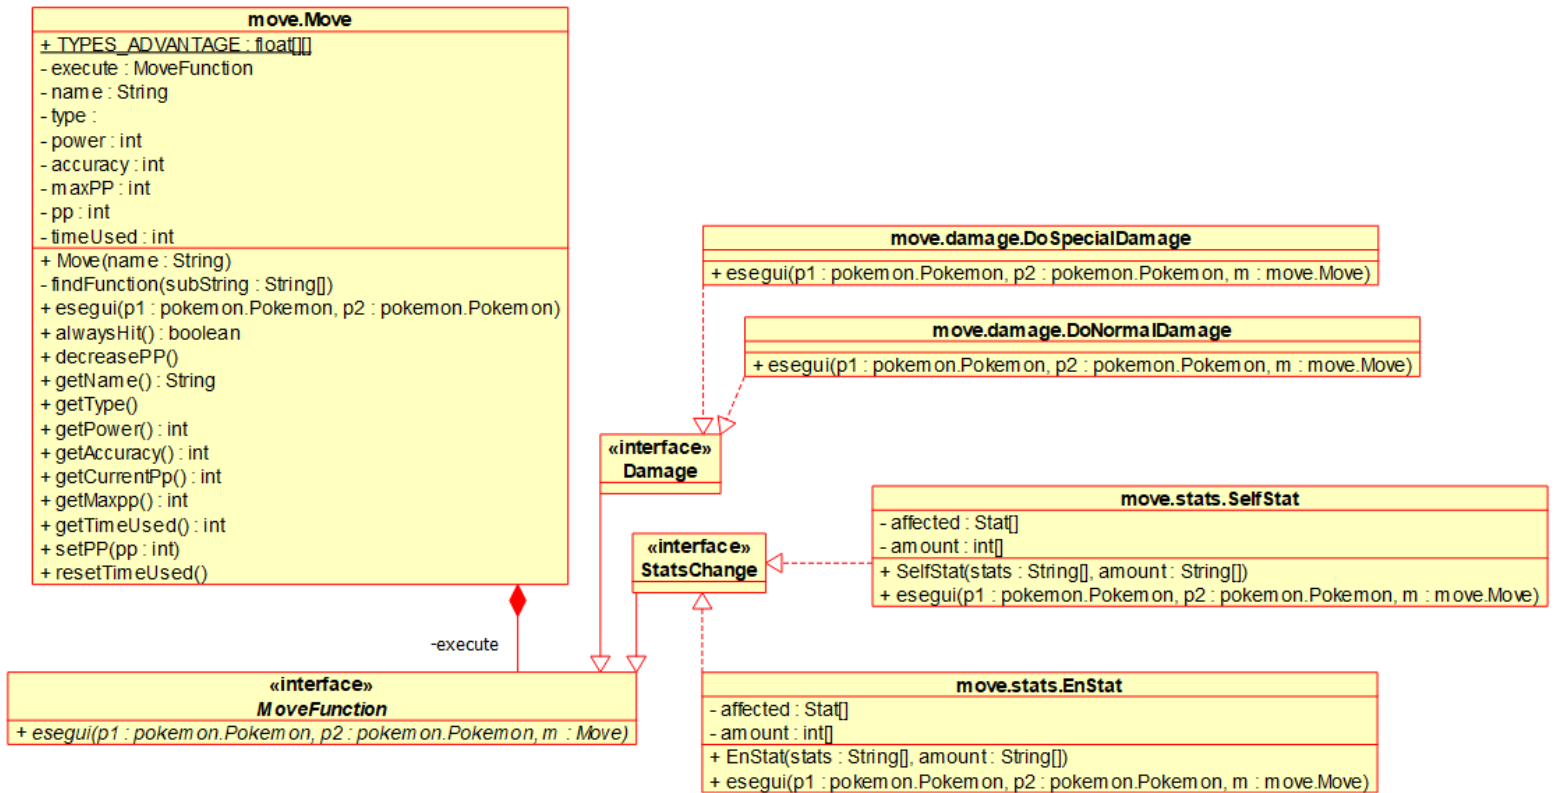 move.Move
+ TYPES_ADVANTAGE : float[][]
- execute : MoveFunction
- name : String
- type :
- power : int
- accuracy : int
- maxPP : int
- pp : int
- timeUsed : int
+ Move(name : String)
- findFunction(subString : String[])
+ esegui(p1 : pokemon.Pokemon, p2 : pokemon.Pokemon)
+ alwaysHit() : boolean
+ decreasePP()
+ getName() : String
+ getType()
+ getPower() : int
+ getAccuracy() : int
+ getCurrentPp() : int
+ getMaxpp() : int
+ getTimeUsed() : int
+ setPP(pp : int)
+ resetTimeUsed()
move.damage.DoSpecialDamage
+ esegui(p1 : pokemon.Pokemon, p2 : pokemon.Pokemon, m : move.Move)
move.damage.DoNormalDamage
+ esegui(p1 : pokemon.Pokemon, p2 : pokemon.Pokemon, m : move.Move)
«interface»
Damage
«interface»
StatsChange
move.stats.SelfStat
- affected : Stat[]
- amount : int[]
+ SelfStat(stats : String[], amount : String[])
+ esegui(p1 : pokemon.Pokemon, p2 : pokemon.Pokemon, m : move.Move)
-execute
«interface»
MoveFunction
+ esegui(p1 : pokemon.Pokemon, p2 : pokemon.Pokemon, m : Move)
move.stats.EnStat
- affected : Stat[]
- amount : int[]
+ EnStat(stats : String[], amount : String[])
+ esegui(p1 : pokemon.Pokemon, p2 : pokemon.Pokemon, m : move.Move)